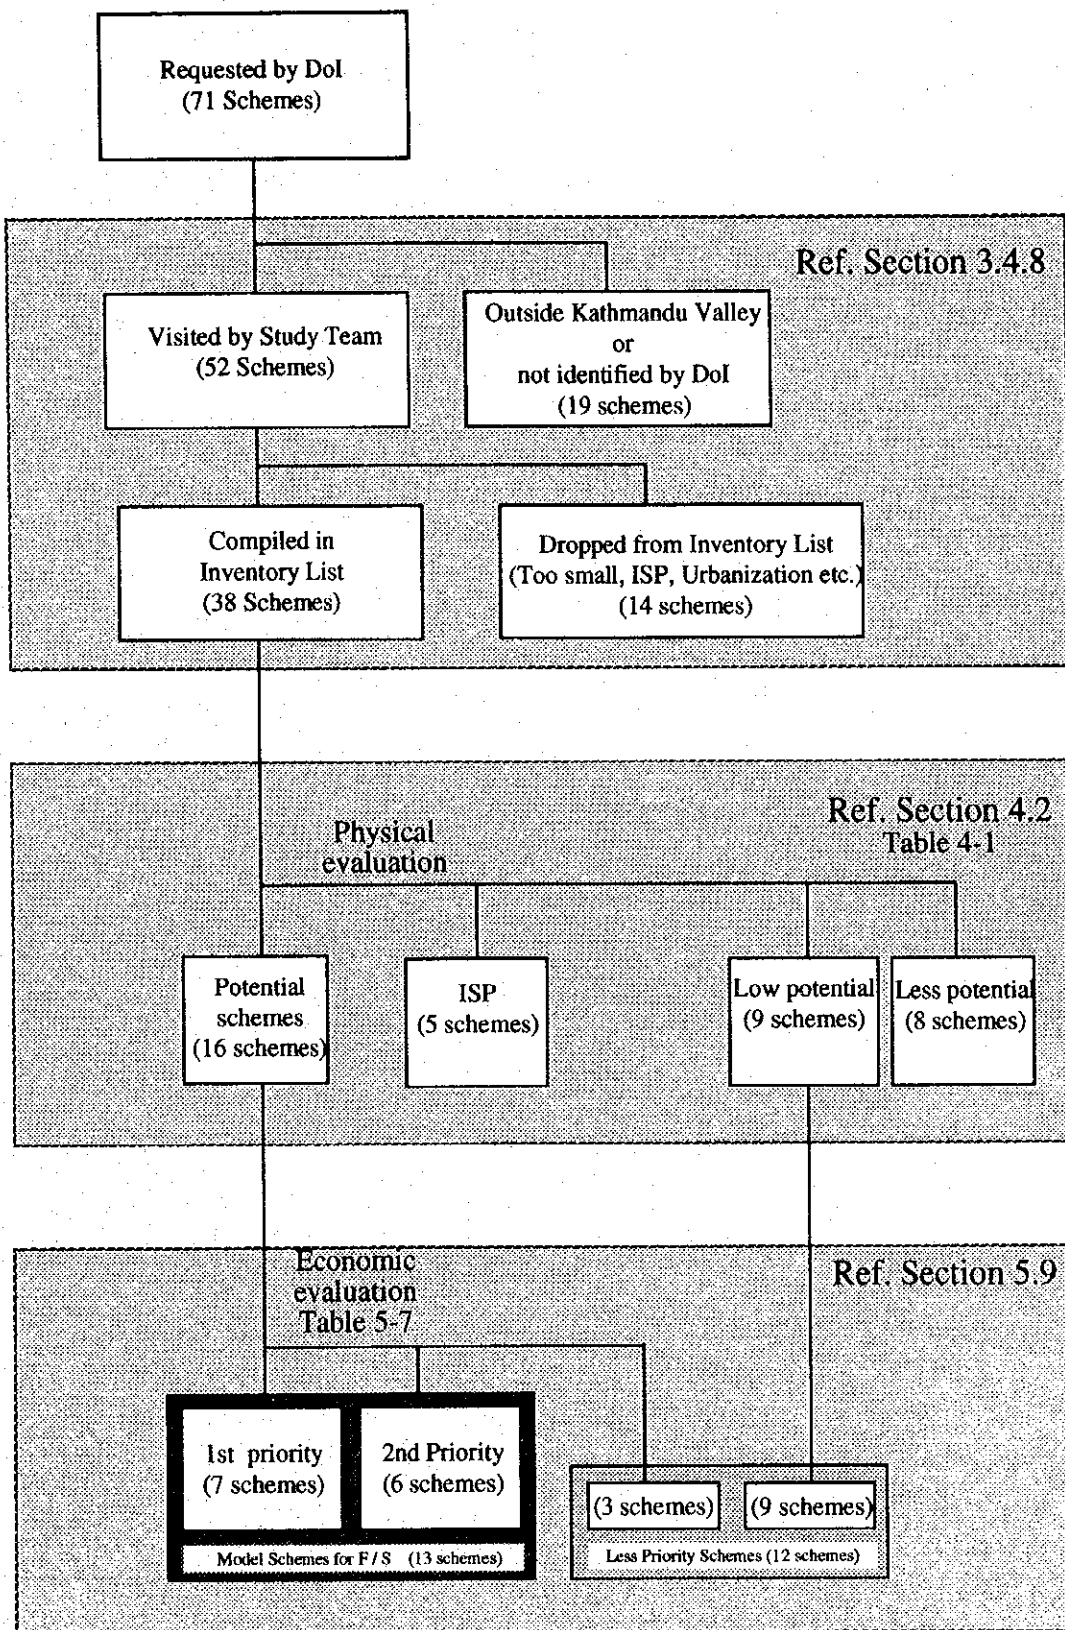 Requested by DoI
(71 Schemes)
Ref. Section 3.4.8
Visited by Study Team
(52 Schemes)
Outside Kathmandu Valley
or
not identified by DoI
(19 schemes)
Compiled in
Inventory List
(38 Schemes)
Dropped from Inventory List
(Too small, ISP, Urbanization etc.)
(14 schemes)
Ref. Section 4.2
Table 4-1
Physical
evaluation
Potential
schemes
(16 schemes)
ISP
(5 schemes)
Low potential
(9 schemes)
Less potential
(8 schemes)
Ref. Section 5.9
Economic
evaluation
Table 5-7
1st priority
(7 schemes)
2nd Priority
(6 schemes)
Model Schemes for F / S (13 schemes)
(3 schemes)
(9 schemes)
Less Priority Schemes (12 schemes)